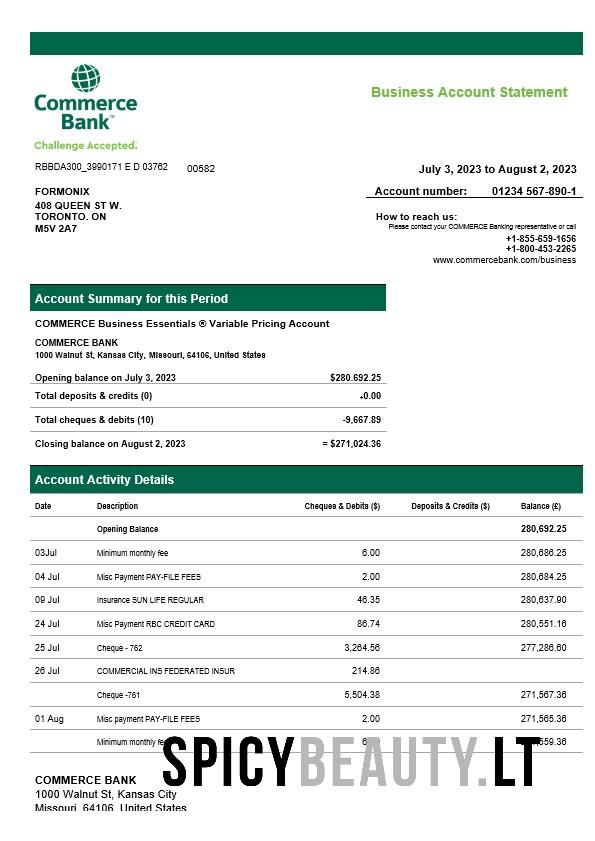 Commerce
Bank™
Challenge Accepted.
Business Account Statement
RBBDA300_3990171 E D 03762 00582
July 3, 2023 to August 2, 2023
FORMONIX
408 QUEEN ST W.
TORONTO. ON
M5V 2A7
Account number: 01234 567-890-1
How to reach us:
Please contact your COMMERCE Banking representative or call
+1-855-659-1656
+1-800-453-2265
www.commercebank.com/business
Account Summary for this Period
COMMERCE Business Essentials ® Variable Pricing Account
COMMERCE BANK
1000 Walnut St, Kansas City, Missouri, 64106, United States
Opening balance on July 3, 2023 $280.692.25
Total deposits & credits (0) +0.00
Total cheques & debits (10) -9,667.89
Closing balance on August 2, 2023 = $271,024.36
Account Activity Details
Date Description Cheques & Debits ($) Deposits & Credits ($) Balance (£)
Opening Balance 280,692.25
03Jul Minimum monthly fee 6.00 280,686.25
04 Jul Misc Payment PAY-FILE FEES 2.00 280,684.25
09 Jul Insurance SUN LIFE REGULAR 46.35 280,637.90
24 Jul Misc Payment RBC CREDIT CARD 86.74 280,551.16
25 Jul Cheque - 762 3,264.56 277,286.60
26 Jul COMMERCIAL INS FEDERATED INSUR 214.86
Cheque -761 5,504.38 271,567.36
01 Aug Misc payment PAY-FILE FEES 2.00 271,565.36
Minimum monthly
SPICYBEAUTY.LT
COMMERCE BANK
1000 Walnut St, Kansas City
Missouri, 64106, United States